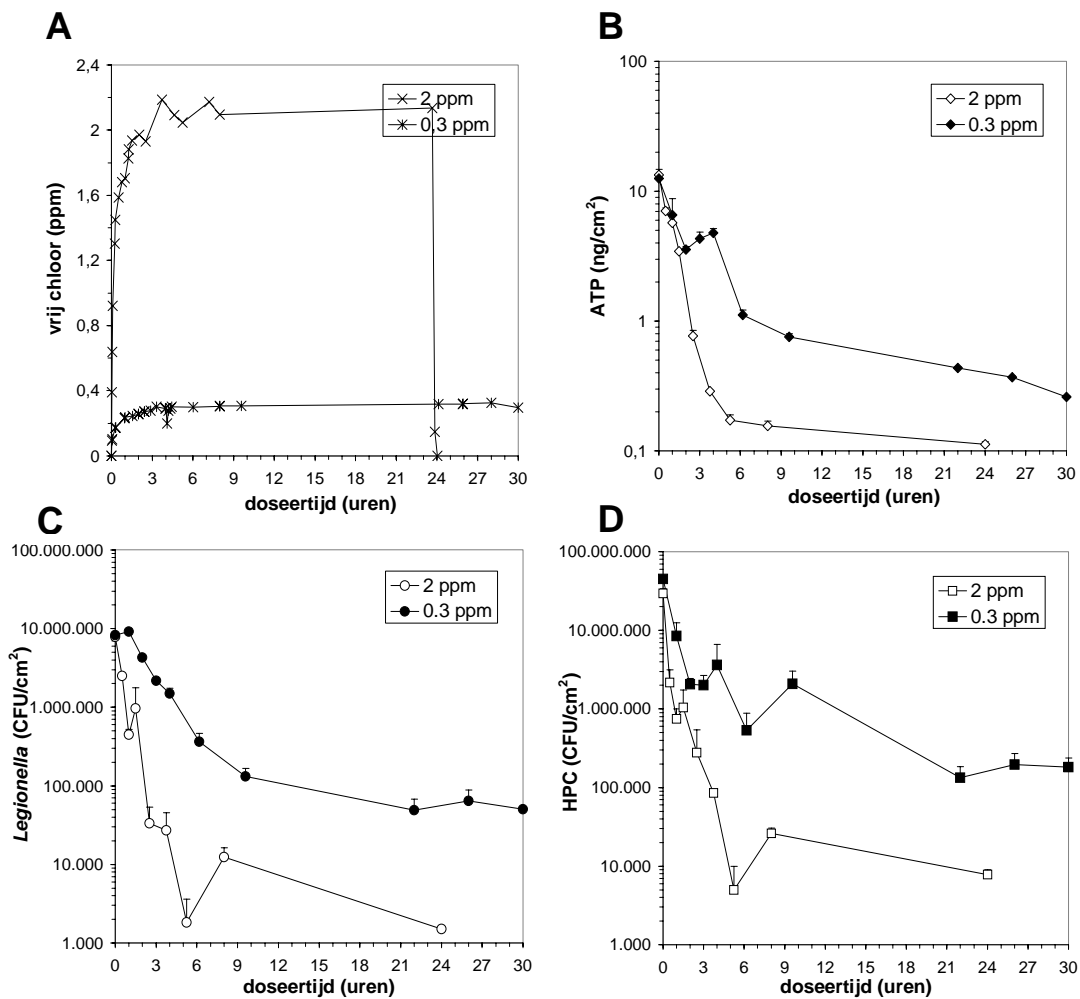 A
2,4
2
1,6
1,2
0,8
0,4
0
0 3 6 9 12 15 18 21 24 27 30
vrij chloor (ppm)
doseertijd (uren)
2 ppm
0,3 ppm
B
100
10
1
0,1
0 3 6 9 12 15 18 21 24 27 30
ATP (ng/cm²)
doseertijd (uren)
2 ppm
0.3 ppm
C
100.000.000
10.000.000
1.000.000
100.000
10.000
1.000
0 3 6 9 12 15 18 21 24 27 30
Legionella (CFU/cm²)
doseertijd (uren)
2 ppm
0.3 ppm
D
100.000.000
10.000.000
1.000.000
100.000
10.000
1.000
0 3 6 9 12 15 18 21 24 27 30
HPC (CFU/cm²)
doseertijd (uren)
2 ppm
0.3 ppm